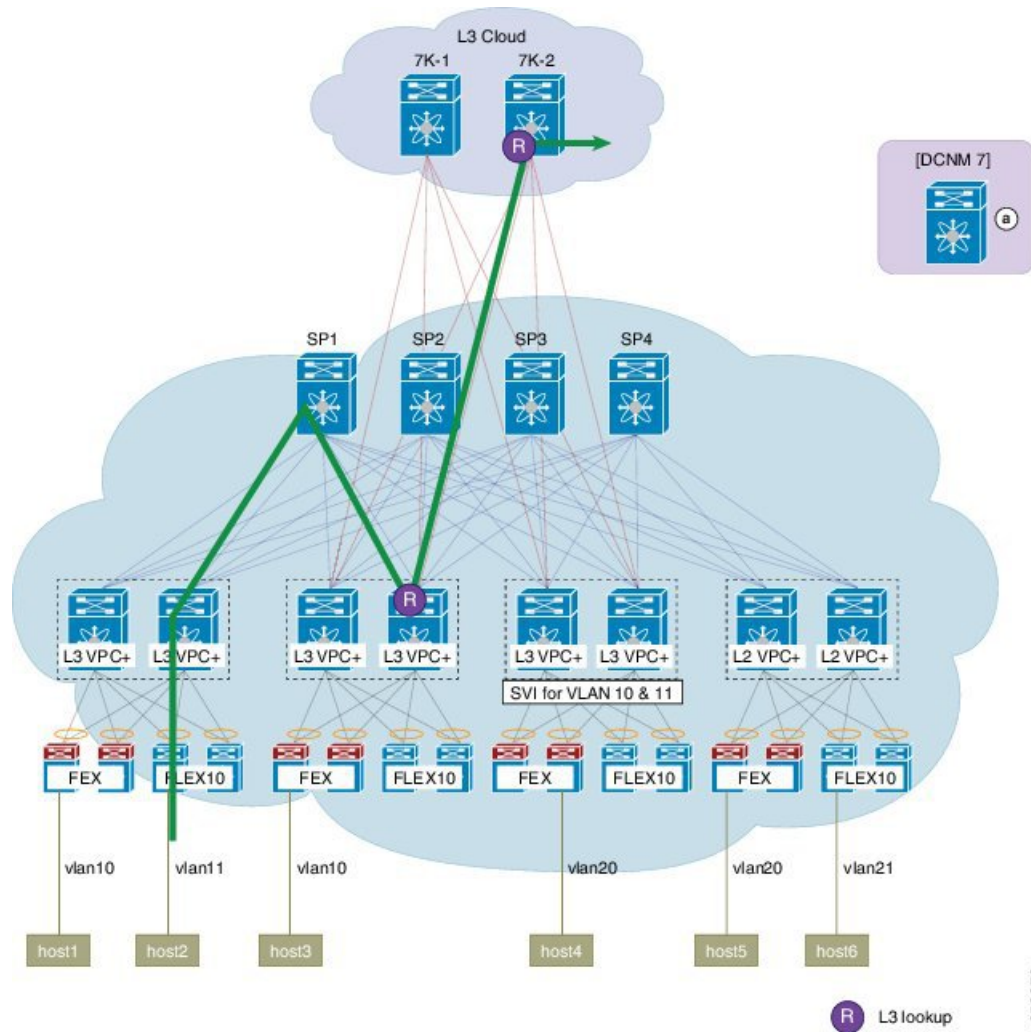 L3 Cloud
7K-1 7K-2
R
[DCNM 7]
a
SP1 SP2 SP3 SP4
R
L3 VPC+ L3 VPC+ L3 VPC+ L3 VPC+ L3 VPC+ L3 VPC+ L2 VPC+ L2 VPC+
SVI for VLAN 10 & 11
FEX FLEX10 FEX FLEX10 FEX FLEX10 FEX FLEX10
vlan10 vlan11 vlan10 vlan20 vlan20 vlan21
host1 host2 host3 host4 host5 host6
R L3 lookup